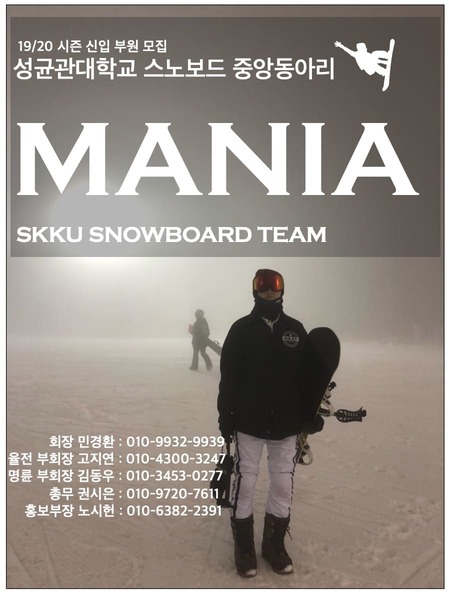 19/20 시즌 신입 부원 모집
성균관대학교 스노보드 중앙동아리
MANIA
SKKU SNOWBOARD TEAM
회장 민경환 : 010-9932-9939
율전 부회장 고지연 : 010-4300-3247
명륜 부회장 김동우 : 010-3453-0277
총무 권시은 : 010-9720-7611
홍보부장 노시헌 : 010-6382-2391